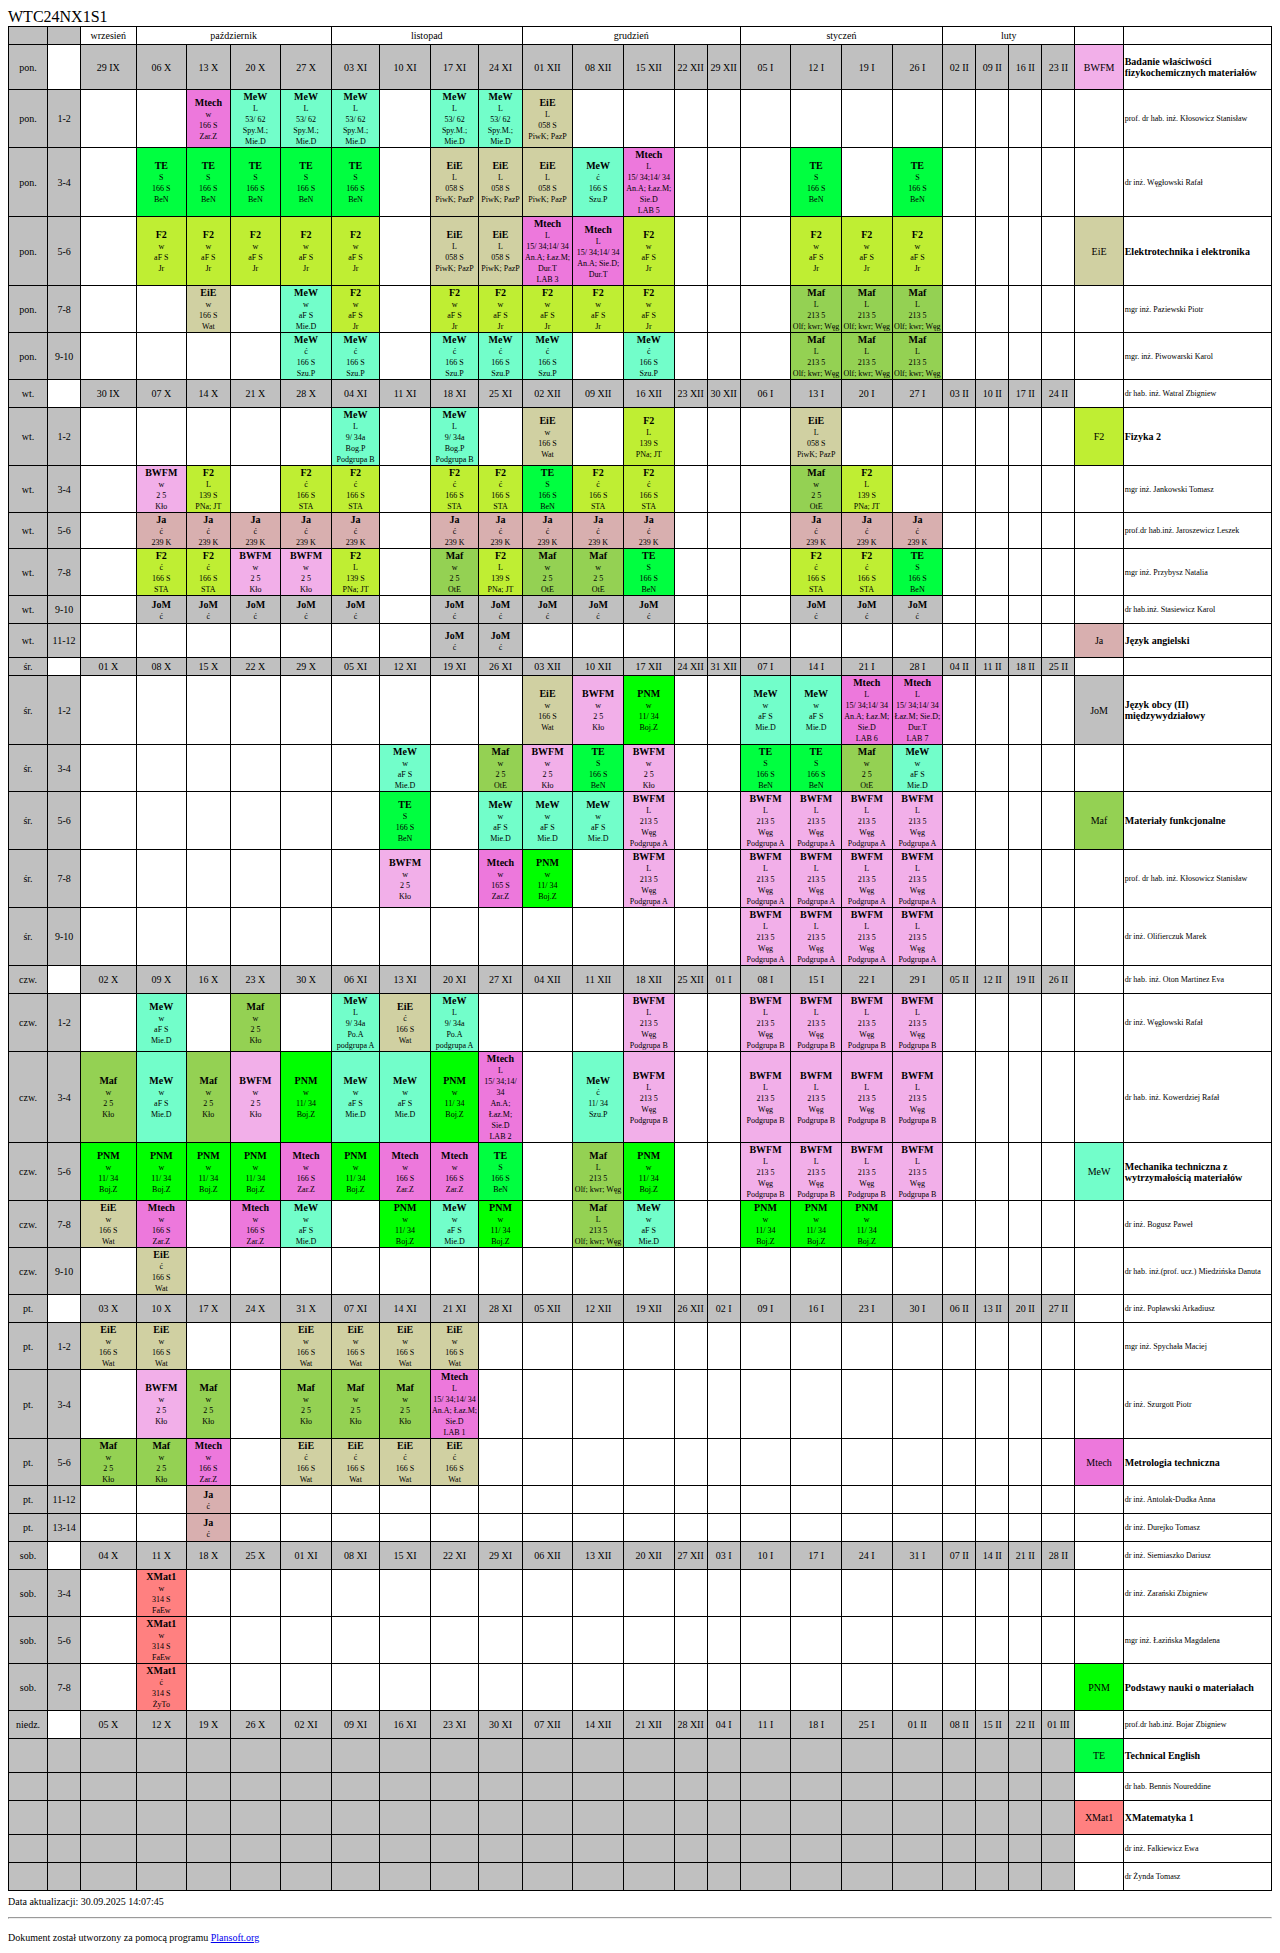 WTC24NX1S1
wrzesień październik listopad grudzień styczeń luty
pon. 29 IX 06 X 13 X 20 X 27 X 03 XI 10 XI 17 XI 24 XI 01 XII 08 XII 15 XII 22 XII 29 XII 05 I 12 I 19 I 26 I 02 II 09 II 16 II 23 II BWFM Badanie właściwości fizykochemicznych materiałów
pon. 1-2 Mtech w 166 S Zar.Z MeW L 53/ 62 Spy.M.; Mie.D MeW L 53/ 62 Spy.M.; Mie.D MeW L 53/ 62 Spy.M.; Mie.D MeW L 53/ 62 Spy.M.; Mie.D MeW L 53/ 62 Spy.M.; Mie.D EiE L 058 S PiwK; PazP prof. dr hab. inż. Kłosowicz Stanisław
pon. 3-4 TE S 166 S BeN TE S 166 S BeN TE S 166 S BeN TE S 166 S BeN TE S 166 S BeN EiE L 058 S PiwK; PazP EiE L 058 S PiwK; PazP EiE L 058 S PiwK; PazP MeW ć 166 S Szu.P Mtech L 15/ 34;14/ 34 An.A; Łaz.M; Sie.D LAB 5 TE S 166 S BeN TE S 166 S BeN dr inż. Węgłowski Rafał
pon. 5-6 F2 w aF S Jr F2 w aF S Jr F2 w aF S Jr F2 w aF S Jr F2 w aF S Jr EiE L 058 S PiwK; PazP EiE L 058 S PiwK; PazP Mtech L 15/ 34;14/ 34 An.A; Łaz.M; Dur.T LAB 3 Mtech L 15/ 34;14/ 34 An.A; Sie.D; Dur.T F2 w aF S Jr F2 w aF S Jr F2 w aF S Jr F2 w aF S Jr EiE Elektrotechnika i elektronika
pon. 7-8 EiE w 166 S Wat MeW w aF S Mie.D F2 w aF S Jr F2 w aF S Jr F2 w aF S Jr F2 w aF S Jr F2 w aF S Jr F2 w aF S Jr Maf L 213 5 Olf; kwr; Węg Maf L 213 5 Olf; kwr; Węg Maf L 213 5 Olf; kwr; Węg mgr inż. Paziewski Piotr
pon. 9-10 MeW ć 166 S Szu.P MeW ć 166 S Szu.P MeW ć 166 S Szu.P MeW ć 166 S Szu.P MeW ć 166 S Szu.P MeW ć 166 S Szu.P Maf L 213 5 Olf; kwr; Węg Maf L 213 5 Olf; kwr; Węg Maf L 213 5 Olf; kwr; Węg mgr. inż. Piwowarski Karol
wt. 30 IX 07 X 14 X 21 X 28 X 04 XI 11 XI 18 XI 25 XI 02 XII 09 XII 16 XII 23 XII 30 XII 06 I 13 I 20 I 27 I 03 II 10 II 17 II 24 II dr hab. inż. Watral Zbigniew
wt. 1-2 MeW L 9/ 34a Bog.P Podgrupa B MeW L 9/ 34a Bog.P Podgrupa B EiE w 166 S Wat F2 L 139 S PNa; JT EiE L 058 S PiwK; PazP F2 Fizyka 2
wt. 3-4 BWFM w 2 5 Kło F2 L 139 S PNa; JT F2 ć 166 S STA F2 ć 166 S STA F2 ć 166 S STA F2 ć 166 S STA TE S 166 S BeN F2 ć 166 S STA F2 ć 166 S STA Maf w 2 5 OtE F2 L 139 S PNa; JT mgr inż. Jankowski Tomasz
wt. 5-6 Ja ć 239 K Ja ć 239 K Ja ć 239 K Ja ć 239 K Ja ć 239 K Ja ć 239 K Ja ć 239 K Ja ć 239 K Ja ć 239 K Ja ć 239 K Ja ć 239 K Ja ć 239 K Ja ć 239 K prof.dr hab.inż. Jaroszewicz Leszek
wt. 7-8 F2 ć 166 S STA F2 ć 166 S STA BWFM w 2 5 Kło BWFM w 2 5 Kło F2 L 139 S PNa; JT Maf w 2 5 OtE F2 L 139 S PNa; JT Maf w 2 5 OtE Maf w 2 5 OtE TE S 166 S BeN F2 ć 166 S STA F2 ć 166 S STA TE S 166 S BeN mgr inż. Przybysz Natalia
wt. 9-10 JoM ć JoM ć JoM ć JoM ć JoM ć JoM ć JoM ć JoM ć JoM ć JoM ć JoM ć JoM ć JoM ć dr hab.inż. Stasiewicz Karol
wt. 11-12 JoM ć JoM ć Ja Język angielski
śr. 01 X 08 X 15 X 22 X 29 X 05 XI 12 XI 19 XI 26 XI 03 XII 10 XII 17 XII 24 XII 31 XII 07 I 14 I 21 I 28 I 04 II 11 II 18 II 25 II
śr. 1-2 EiE w 166 S Wat BWFM w 2 5 Kło PNM w 11/ 34 Boj.Z MeW w aF S Mie.D MeW w aF S Mie.D Mtech L 15/ 34;14/ 34 An.A; Łaz.M; Sie.D LAB 6 Mtech L 15/ 34;14/ 34 Łaz.M; Sie.D; Dur.T LAB 7 JoM Język obcy (II) międzywydziałowy
śr. 3-4 MeW w aF S Mie.D Maf w 2 5 OtE BWFM w 2 5 Kło TE S 166 S BeN BWFM w 2 5 Kło TE S 166 S BeN TE S 166 S BeN Maf w 2 5 OtE MeW w aF S Mie.D
śr. 5-6 TE S 166 S BeN MeW w aF S Mie.D MeW w aF S Mie.D MeW w aF S Mie.D BWFM L 213 5 Węg Podgrupa A BWFM L 213 5 Węg Podgrupa A BWFM L 213 5 Węg Podgrupa A BWFM L 213 5 Węg Podgrupa A BWFM L 213 5 Węg Podgrupa A Maf Materiały funkcjonalne
śr. 7-8 BWFM w 2 5 Kło Mtech w 165 S Zar.Z PNM w 11/ 34 Boj.Z BWFM L 213 5 Węg Podgrupa A BWFM L 213 5 Węg Podgrupa A BWFM L 213 5 Węg Podgrupa A BWFM L 213 5 Węg Podgrupa A BWFM L 213 5 Węg Podgrupa A prof. dr hab. inż. Kłosowicz Stanisław
śr. 9-10 BWFM L 213 5 Węg Podgrupa A BWFM L 213 5 Węg Podgrupa A BWFM L 213 5 Węg Podgrupa A BWFM L 213 5 Węg Podgrupa A dr inż. Olifierczuk Marek
czw. 02 X 09 X 16 X 23 X 30 X 06 XI 13 XI 20 XI 27 XI 04 XII 11 XII 18 XII 25 XII 01 I 08 I 15 I 22 I 29 I 05 II 12 II 19 II 26 II dr hab. inż. Oton Martinez Eva
czw. 1-2 MeW w aF S Mie.D Maf w 2 5 Kło MeW L 9/ 34a Po.A podgrupa A EiE ć 166 S Wat MeW L 9/ 34a Po.A podgrupa A BWFM L 213 5 Węg Podgrupa B BWFM L 213 5 Węg Podgrupa B BWFM L 213 5 Węg Podgrupa B BWFM L 213 5 Węg Podgrupa B BWFM L 213 5 Węg Podgrupa B dr inż. Węgłowski Rafał
czw. 3-4 Maf w 2 5 Kło MeW w aF S Mie.D Maf w 2 5 Kło BWFM w 2 5 Kło PNM w 11/ 34 Boj.Z MeW w aF S Mie.D MeW w aF S Mie.D PNM w 11/ 34 Boj.Z Mtech L 15/ 34;14/ 34 An.A; Łaz.M; Sie.D LAB 2 MeW ć 11/ 34 Szu.P BWFM L 213 5 Węg Podgrupa B BWFM L 213 5 Węg Podgrupa B BWFM L 213 5 Węg Podgrupa B BWFM L 213 5 Węg Podgrupa B BWFM L 213 5 Węg Podgrupa B dr hab. inż. Kowerdziej Rafał
czw. 5-6 PNM w 11/ 34 Boj.Z PNM w 11/ 34 Boj.Z PNM w 11/ 34 Boj.Z PNM w 11/ 34 Boj.Z Mtech w 166 S Zar.Z PNM w 11/ 34 Boj.Z Mtech w 166 S Zar.Z Mtech w 166 S Zar.Z TE S 166 S BeN Maf L 213 5 Olf; kwr; Węg PNM w 11/ 34 Boj.Z BWFM L 213 5 Węg Podgrupa B BWFM L 213 5 Węg Podgrupa B BWFM L 213 5 Węg Podgrupa B BWFM L 213 5 Węg Podgrupa B MeW Mechanika techniczna z wytrzymałością materiałów
czw. 7-8 EiE w 166 S Wat Mtech w 166 S Zar.Z Mtech w 166 S Zar.Z MeW w aF S Mie.D PNM w 11/ 34 Boj.Z MeW w aF S Mie.D PNM w 11/ 34 Boj.Z Maf L 213 5 Olf; kwr; Węg MeW w aF S Mie.D PNM w 11/ 34 Boj.Z PNM w 11/ 34 Boj.Z PNM w 11/ 34 Boj.Z dr inż. Bogusz Paweł
czw. 9-10 EiE ć 166 S Wat dr hab. inż.(prof. ucz.) Miedzińska Danuta
pt. 03 X 10 X 17 X 24 X 31 X 07 XI 14 XI 21 XI 28 XI 05 XII 12 XII 19 XII 26 XII 02 I 09 I 16 I 23 I 30 I 06 II 13 II 20 II 27 II dr inż. Popławski Arkadiusz
pt. 1-2 EiE w 166 S Wat EiE w 166 S Wat EiE w 166 S Wat EiE w 166 S Wat EiE w 166 S Wat EiE w 166 S Wat mgr inż. Spychała Maciej
pt. 3-4 BWFM w 2 5 Kło Maf w 2 5 Kło Maf w 2 5 Kło Maf w 2 5 Kło Maf w 2 5 Kło Mtech L 15/ 34;14/ 34 An.A; Łaz.M; Sie.D LAB 1 dr inż. Szurgott Piotr
pt. 5-6 Maf w 2 5 Kło Maf w 2 5 Kło Mtech w 166 S Zar.Z EiE ć 166 S Wat EiE ć 166 S Wat EiE ć 166 S Wat EiE ć 166 S Wat Mtech Metrologia techniczna
pt. 11-12 Ja ć dr inż. Antolak-Dudka Anna
pt. 13-14 Ja ć dr inż. Durejko Tomasz
sob. 04 X 11 X 18 X 25 X 01 XI 08 XI 15 XI 22 XI 29 XI 06 XII 13 XII 20 XII 27 XII 03 I 10 I 17 I 24 I 31 I 07 II 14 II 21 II 28 II dr inż. Siemiaszko Dariusz
sob. 3-4 XMat1 w 314 S FaEw dr inż. Zarański Zbigniew
sob. 5-6 XMat1 w 314 S FaEw mgr inż. Łazińska Magdalena
sob. 7-8 XMat1 ć 314 S ŻyTo PNM Podstawy nauki o materiałach
niedz. 05 X 12 X 19 X 26 X 02 XI 09 XI 16 XI 23 XI 30 XI 07 XII 14 XII 21 XII 28 XII 04 I 11 I 18 I 25 I 01 II 08 II 15 II 22 II 01 III prof.dr hab.inż. Bojar Zbigniew
TE Technical English
dr hab. Bennis Noureddine
XMat1 XMatematyka 1
dr inż. Falkiewicz Ewa
dr Żynda Tomasz
Data aktualizacji: 30.09.2025 14:07:45
Dokument został utworzony za pomocą programu Plansoft.org